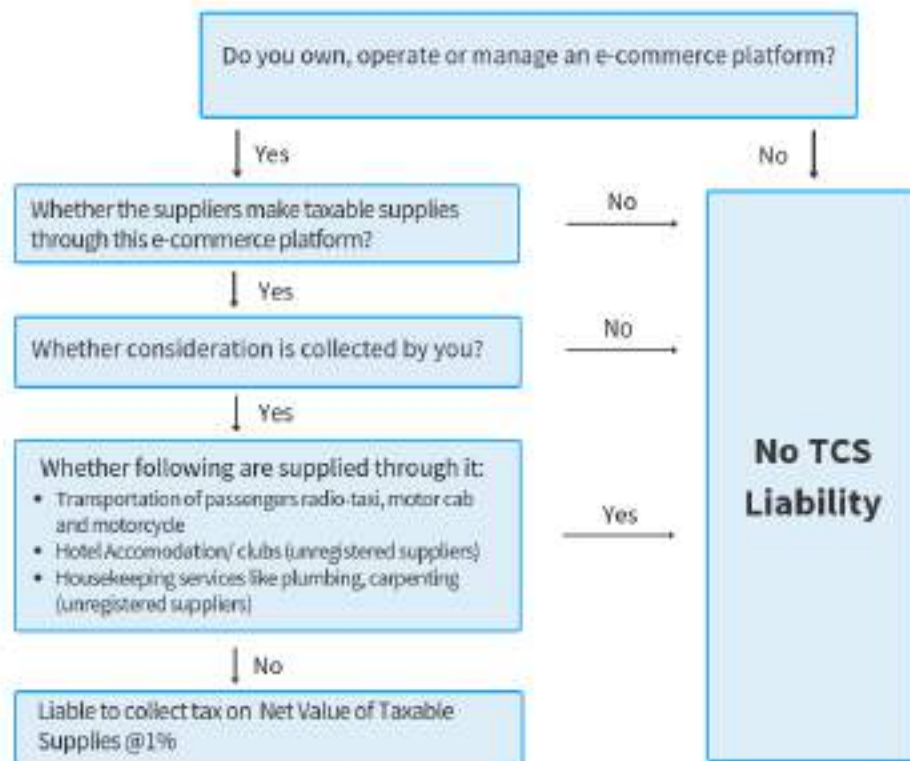 Do you own, operate or manage an e-commerce platform?
Yes
No
Whether the suppliers make taxable supplies
through this e-commerce platform?
No
Yes
Whether consideration is collected by you?
No
Yes
Whether following are supplied through it:
• Transportation of passengers radio-taxi, motor cab
and motorcycle
• Hotel Accomodation/ clubs (unregistered suppliers)
• Housekeeping services like plumbing, carpenting
(unregistered suppliers)
Yes
No TCS
Liability
No
Liable to collect tax on Net Value of Taxable
Supplies @1%